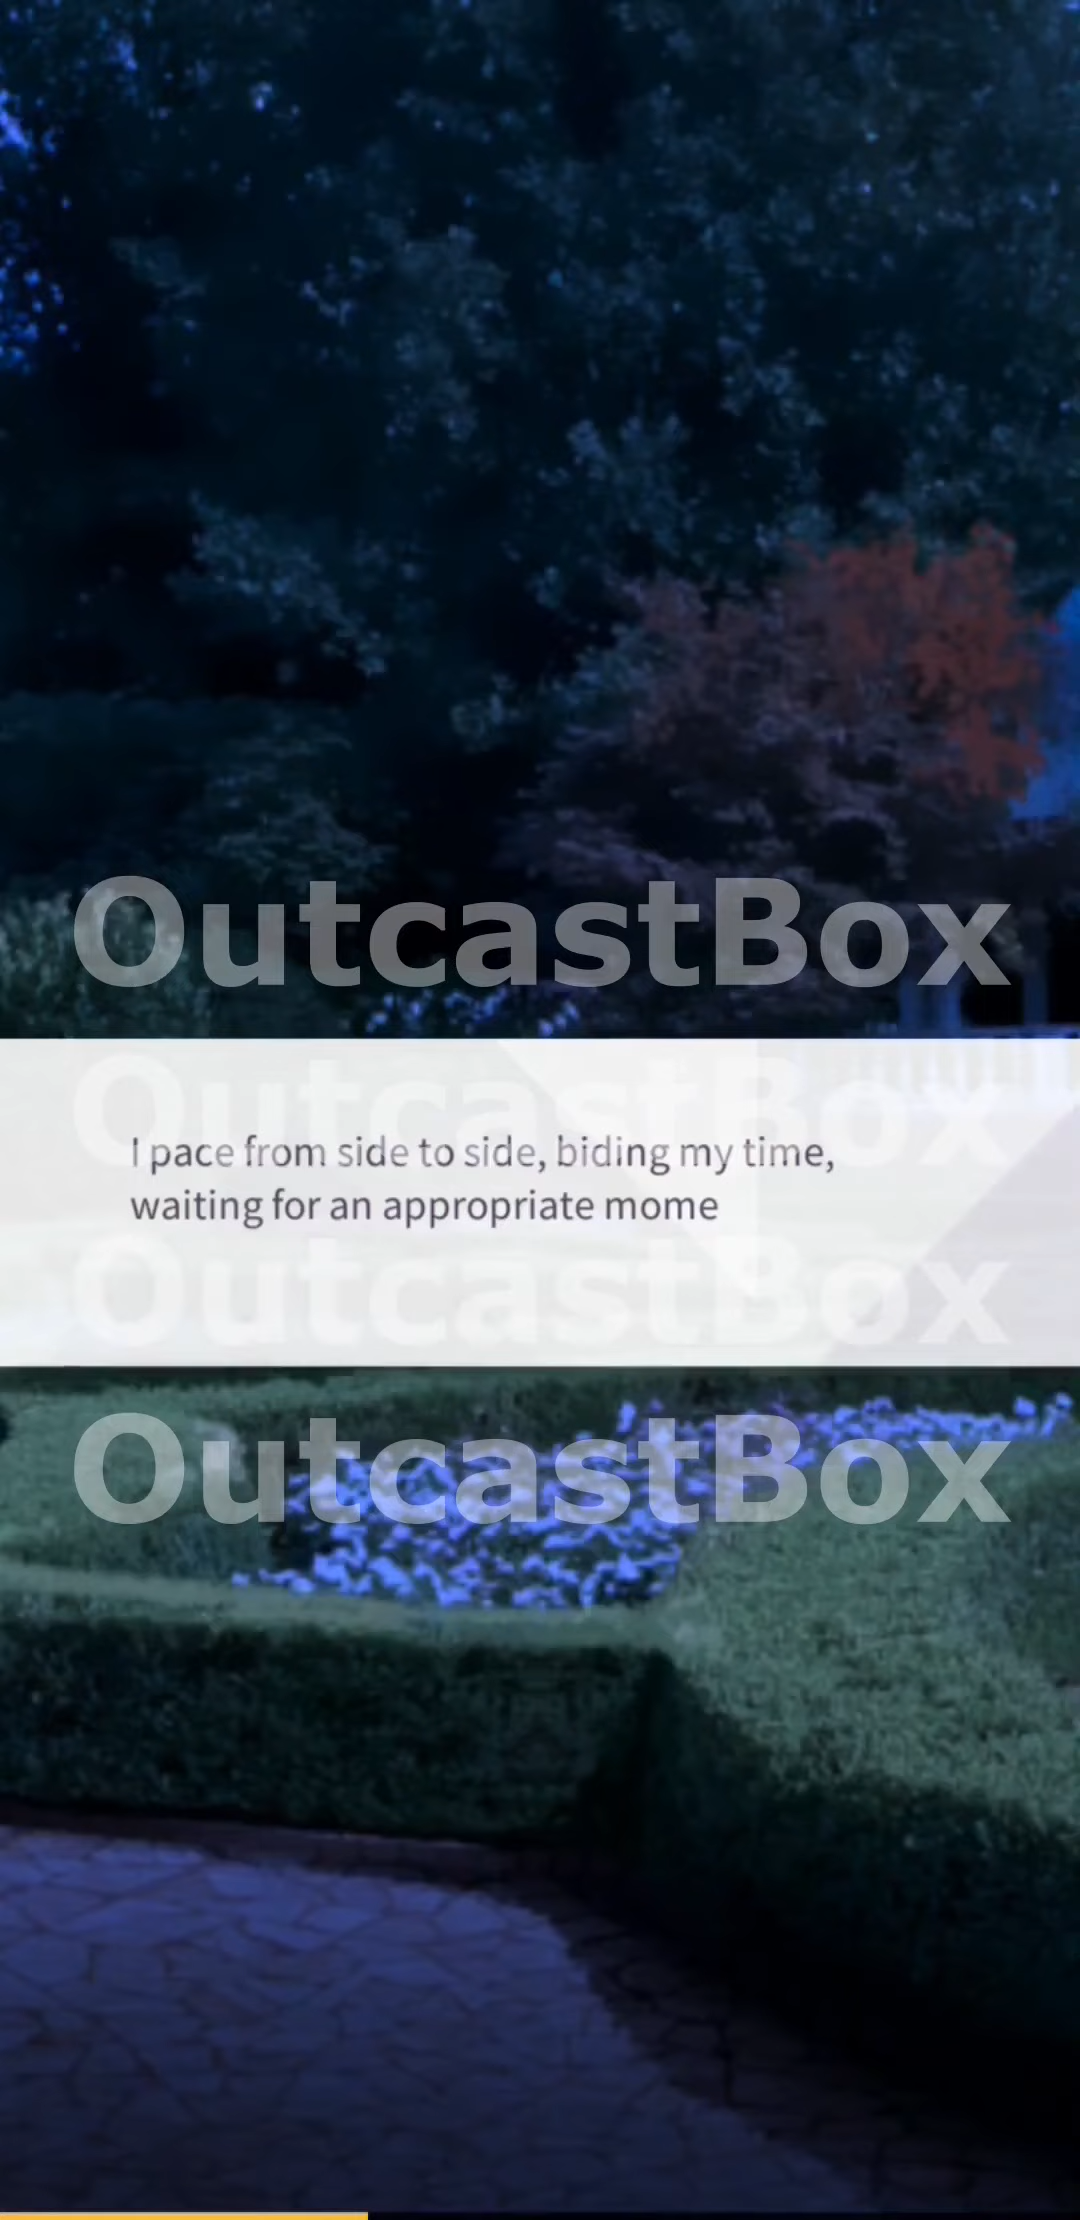 OutcastBox
OutcastBox
I pace from side to side, biding my time,
waiting for an appropriate mome
OutcastBox
OutcastBox